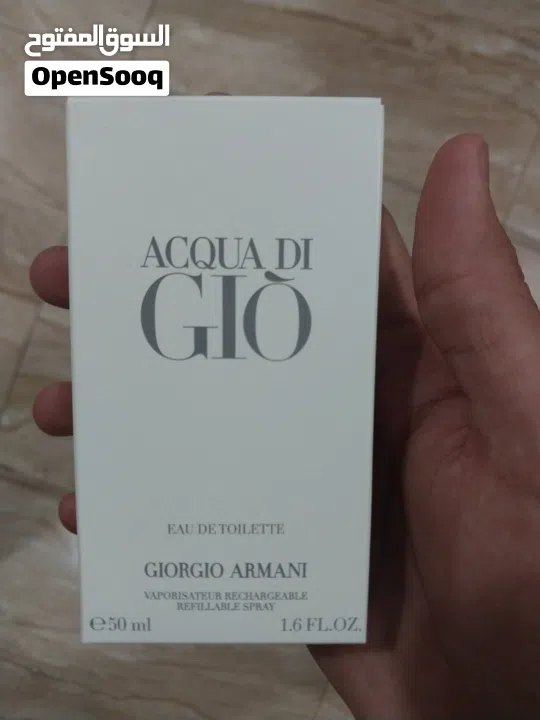 السوق المفتوح
OpenSooq
ACQUA DI
GIÒ
EAU DE TOILETTE
GIORGIO ARMANI
VAPORISATEUR RECHARGEABLE
REFILLABLE SPRAY
℮50 ml 1.6 FL.OZ.